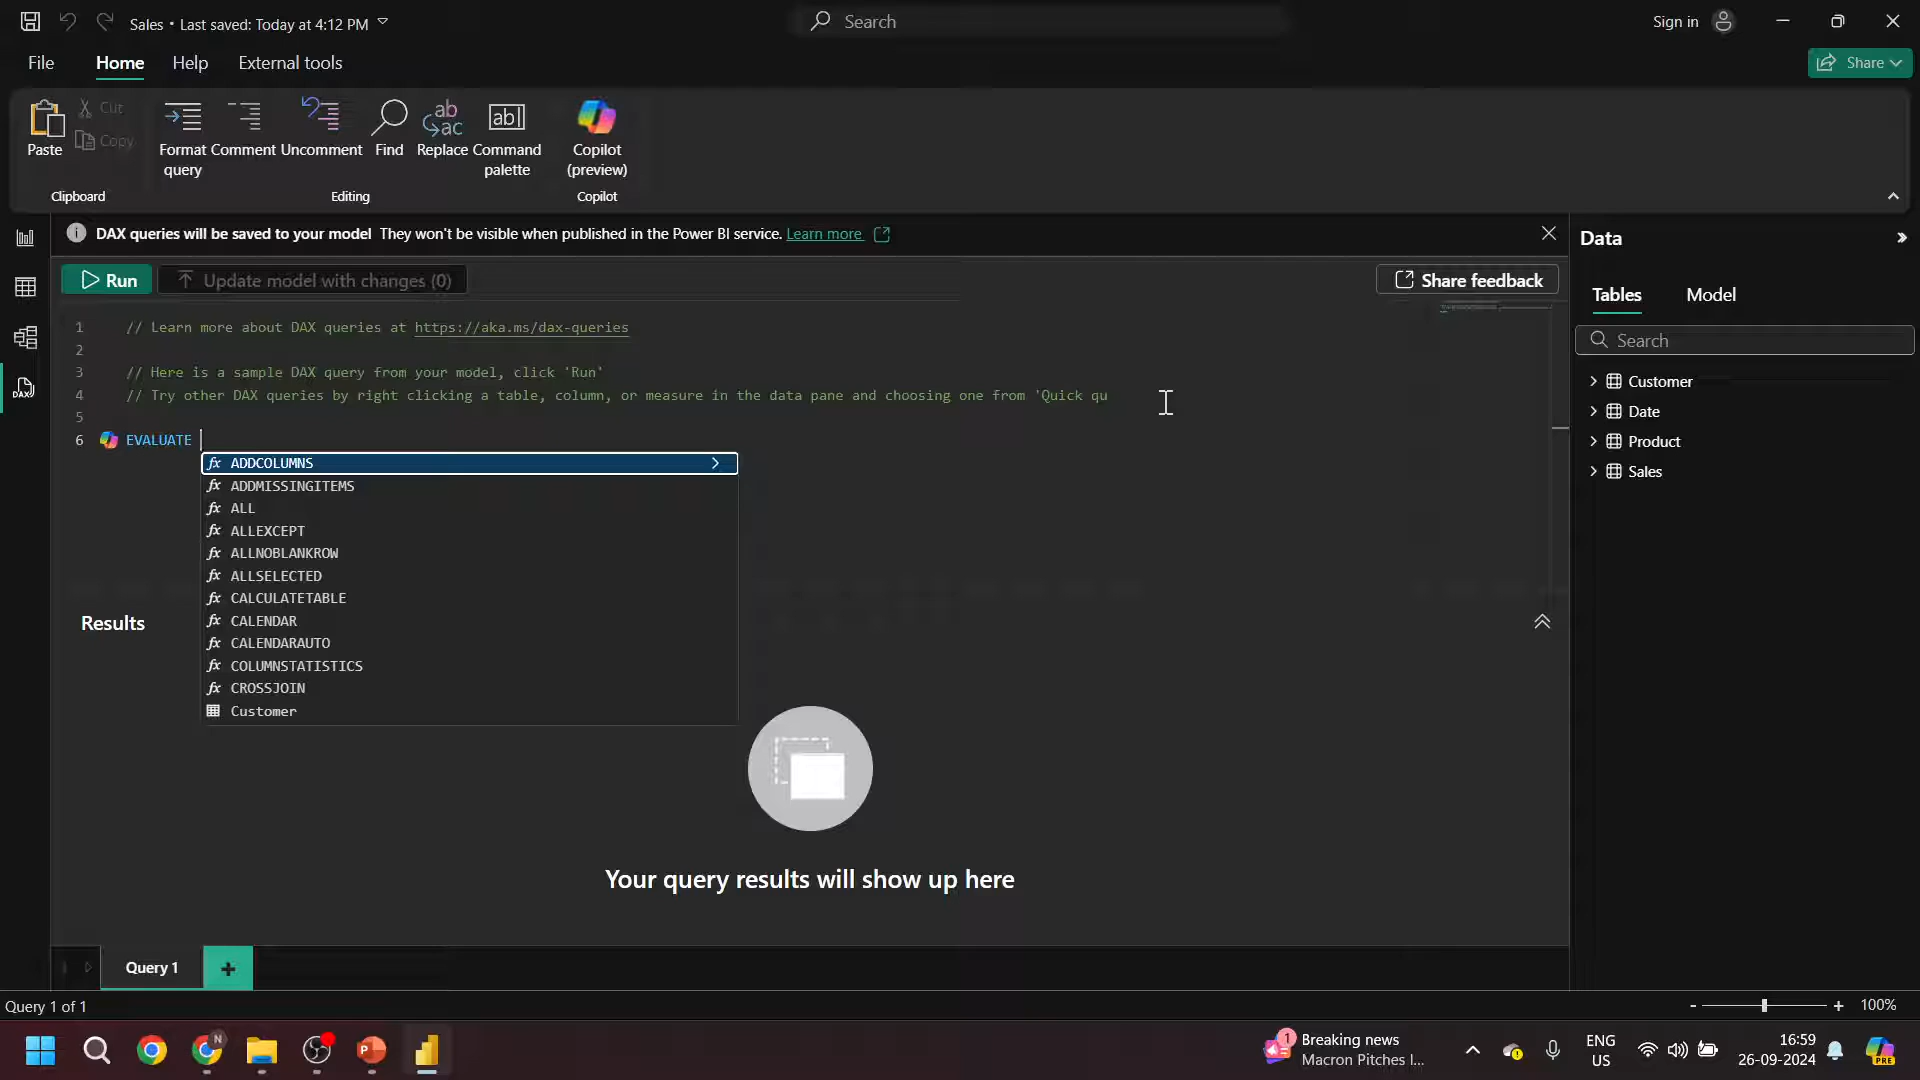 Sales • Last saved: Today at 4:12 PM
Search
Sign in
File
Home
Help
External tools
Share
Paste
Cut
Copy
Clipboard
Format query
Comment
Uncomment
Find
Replace
Command palette
Editing
Copilot (preview)
Copilot
DAX queries will be saved to your model They won't be visible when published in the Power BI service. Learn more
Run
Update model with changes (0)
Share feedback
1 // Learn more about DAX queries at https://aka.ms/dax-queries
2
3 // Here is a sample DAX query from your model, click 'Run'
4 // Try other DAX queries by right clicking a table, column, or measure in the data pane and choosing one from 'Quick qu
5
6 EVALUATE
ADDCOLUMNS
ADDMISSINGITEMS
ALL
ALLEXCEPT
ALLNOBLANKROW
ALLSELECTED
CALCULATETABLE
CALENDAR
CALENDARAUTO
COLUMNSTATISTICS
CROSSJOIN
Customer
Results
Your query results will show up here
Data
Tables
Model
Search
Customer
Date
Product
Sales
Query 1
Query 1 of 1
- + 100%
Breaking news
Macron Pitches I...
ENG
US
16:59
26-09-2024